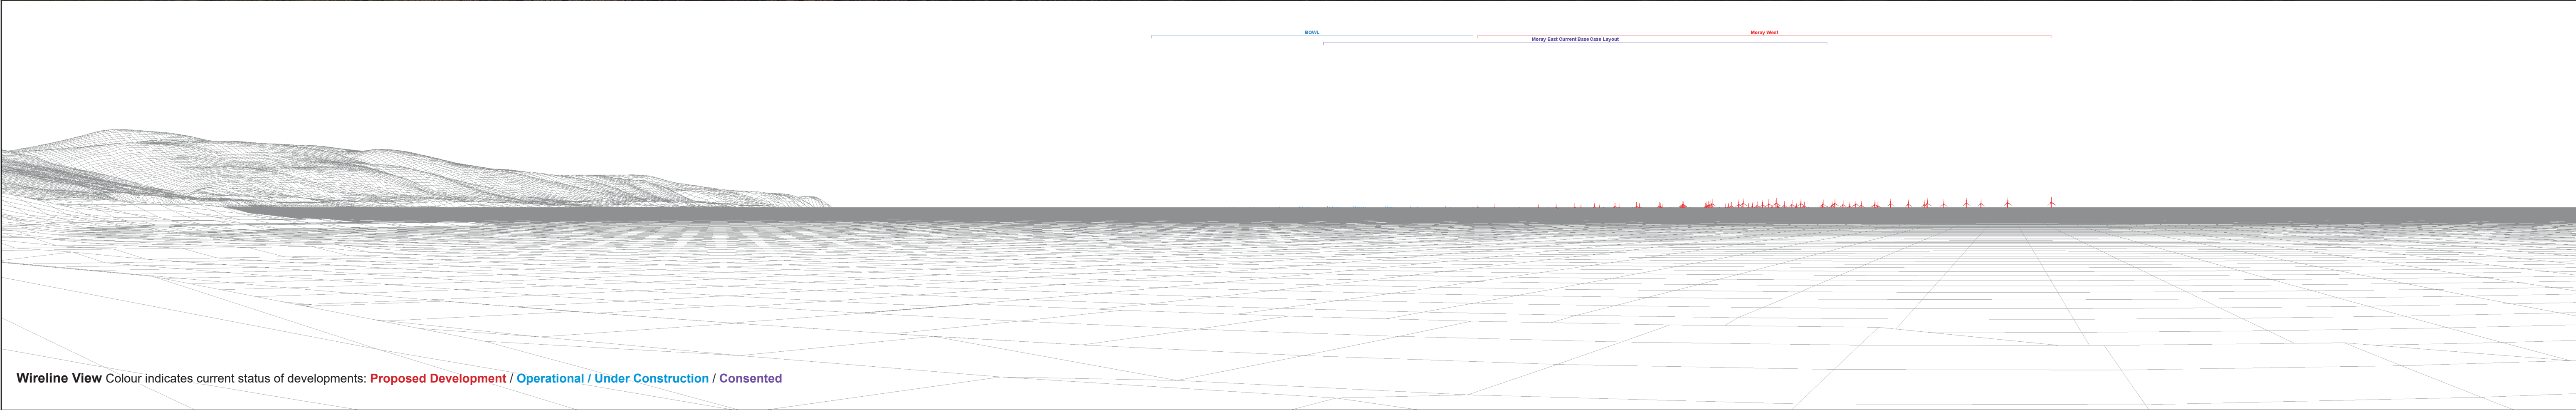 BOWL
Moray West
Moray East Current Base Case Layout
Wireline View Colour indicates current status of developments: Proposed Development / Operational / Under Construction / Consented